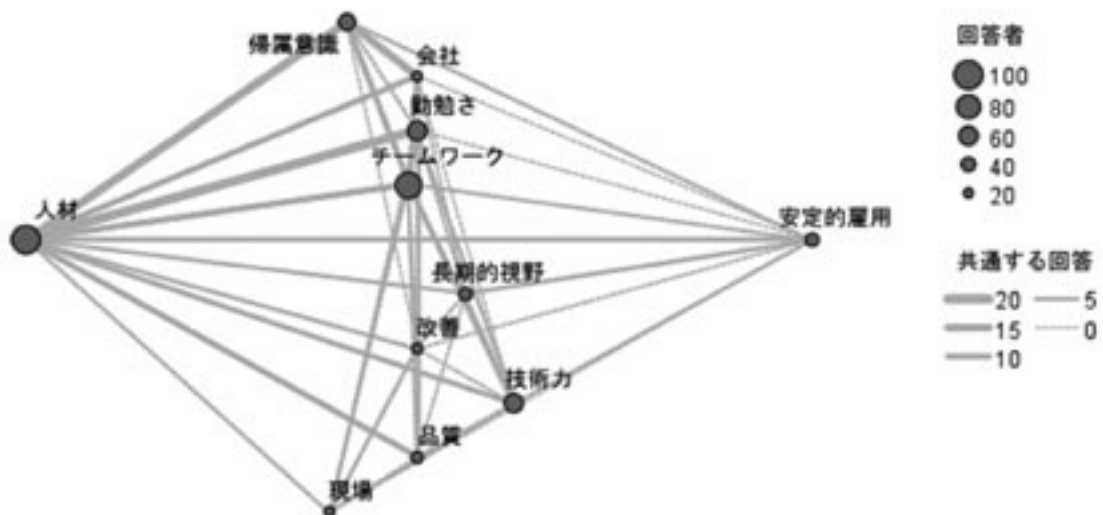 帰属意識
会社
勤勉さ
チームワーク
人材
安定的雇用
長期的視野
改善
技術力
品質
現場
回答者
100
80
60
40
20
共通する回答
20 5
15 0
10